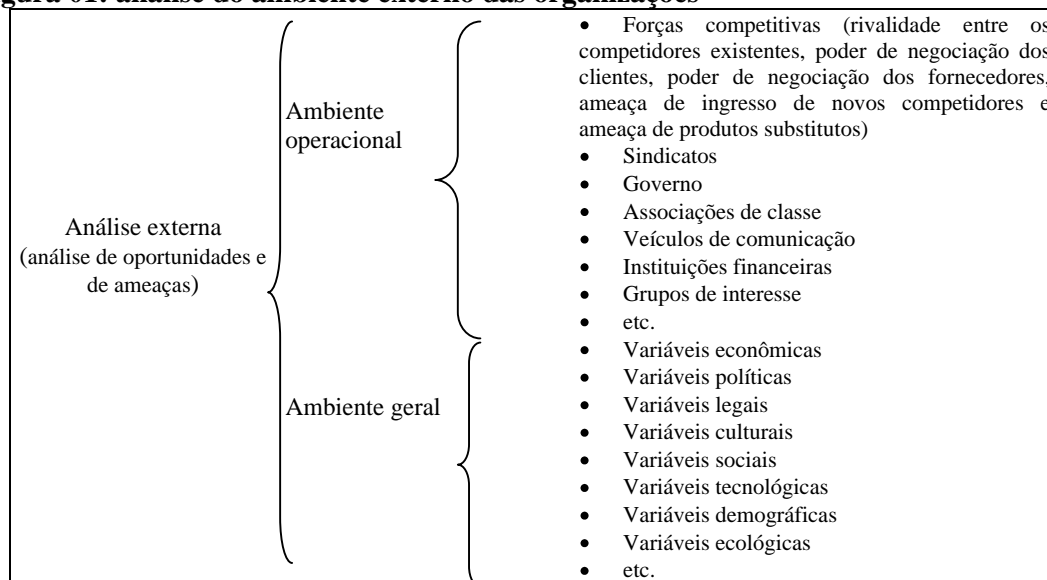 gura 01: análise do ambiente externo das organizações
Análise externa
(análise de oportunidades e
de ameaças)
Ambiente
operacional
• Forças competitivas (rivalidade entre os
competidores existentes, poder de negociação dos
clientes, poder de negociação dos fornecedores,
ameaça de ingresso de novos competidores e
ameaça de produtos substitutos)
• Sindicatos
• Governo
• Associações de classe
• Veículos de comunicação
• Instituições financeiras
• Grupos de interesse
• etc.
Ambiente geral
• Variáveis econômicas
• Variáveis políticas
• Variáveis legais
• Variáveis culturais
• Variáveis sociais
• Variáveis tecnológicas
• Variáveis demográficas
• Variáveis ecológicas
• etc.